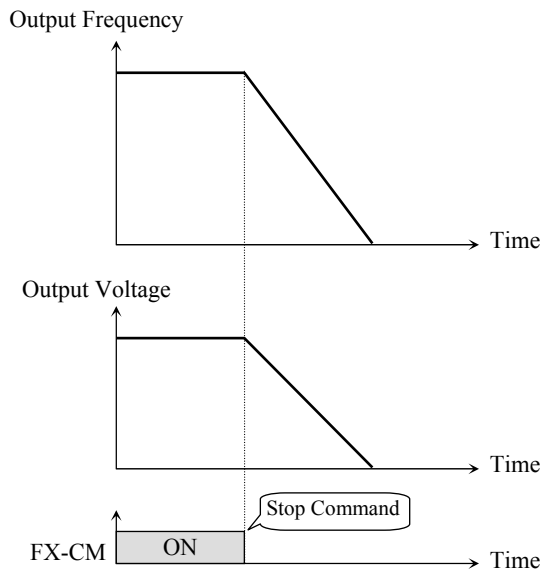 Output Frequency
Time
Output Voltage
Time
Stop Command
FX-CM
ON
Time